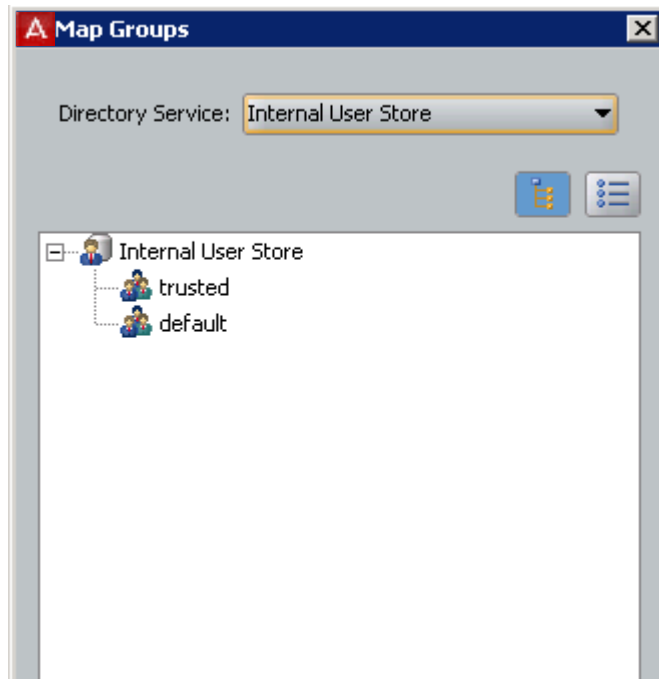 Map Groups
Directory Service: Internal User Store
Internal User Store
trusted
default